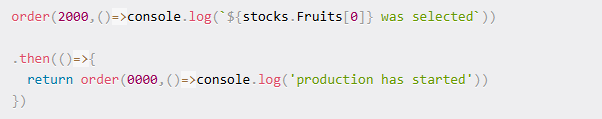 order(2000,()=>console.log(`${stocks.Fruits[0]} was selected`))
.then(()=>{
return order(0000,()=>console.log('production has started'))
})